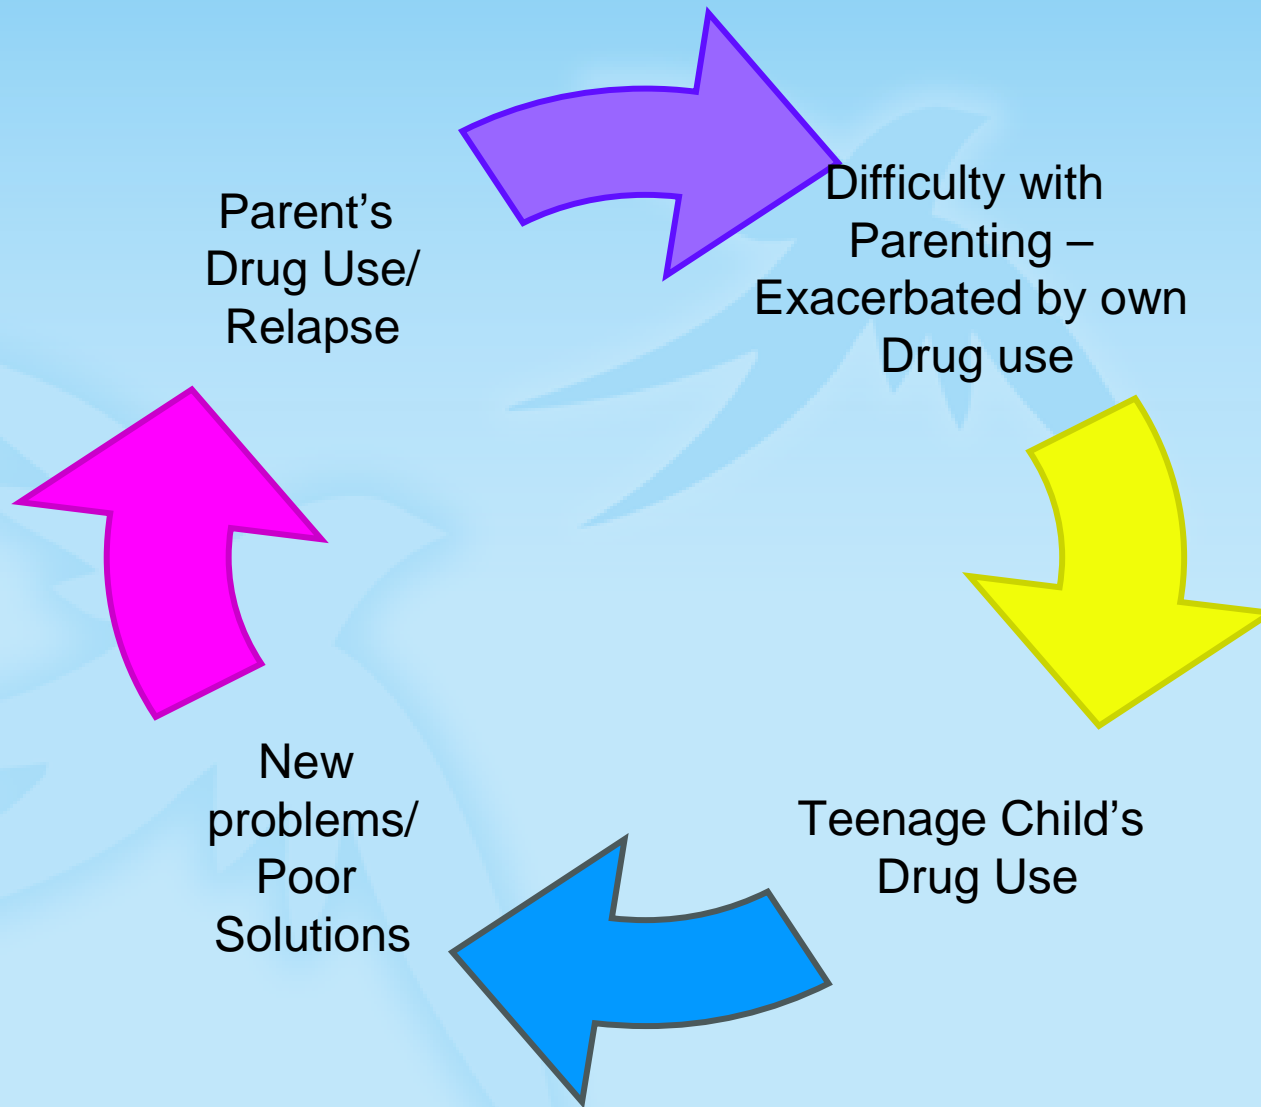 Parent’s
Drug Use/
Relapse
Difficulty with
Parenting –
Exacerbated by own
Drug use
Teenage Child’s
Drug Use
New
problems/
Poor
Solutions